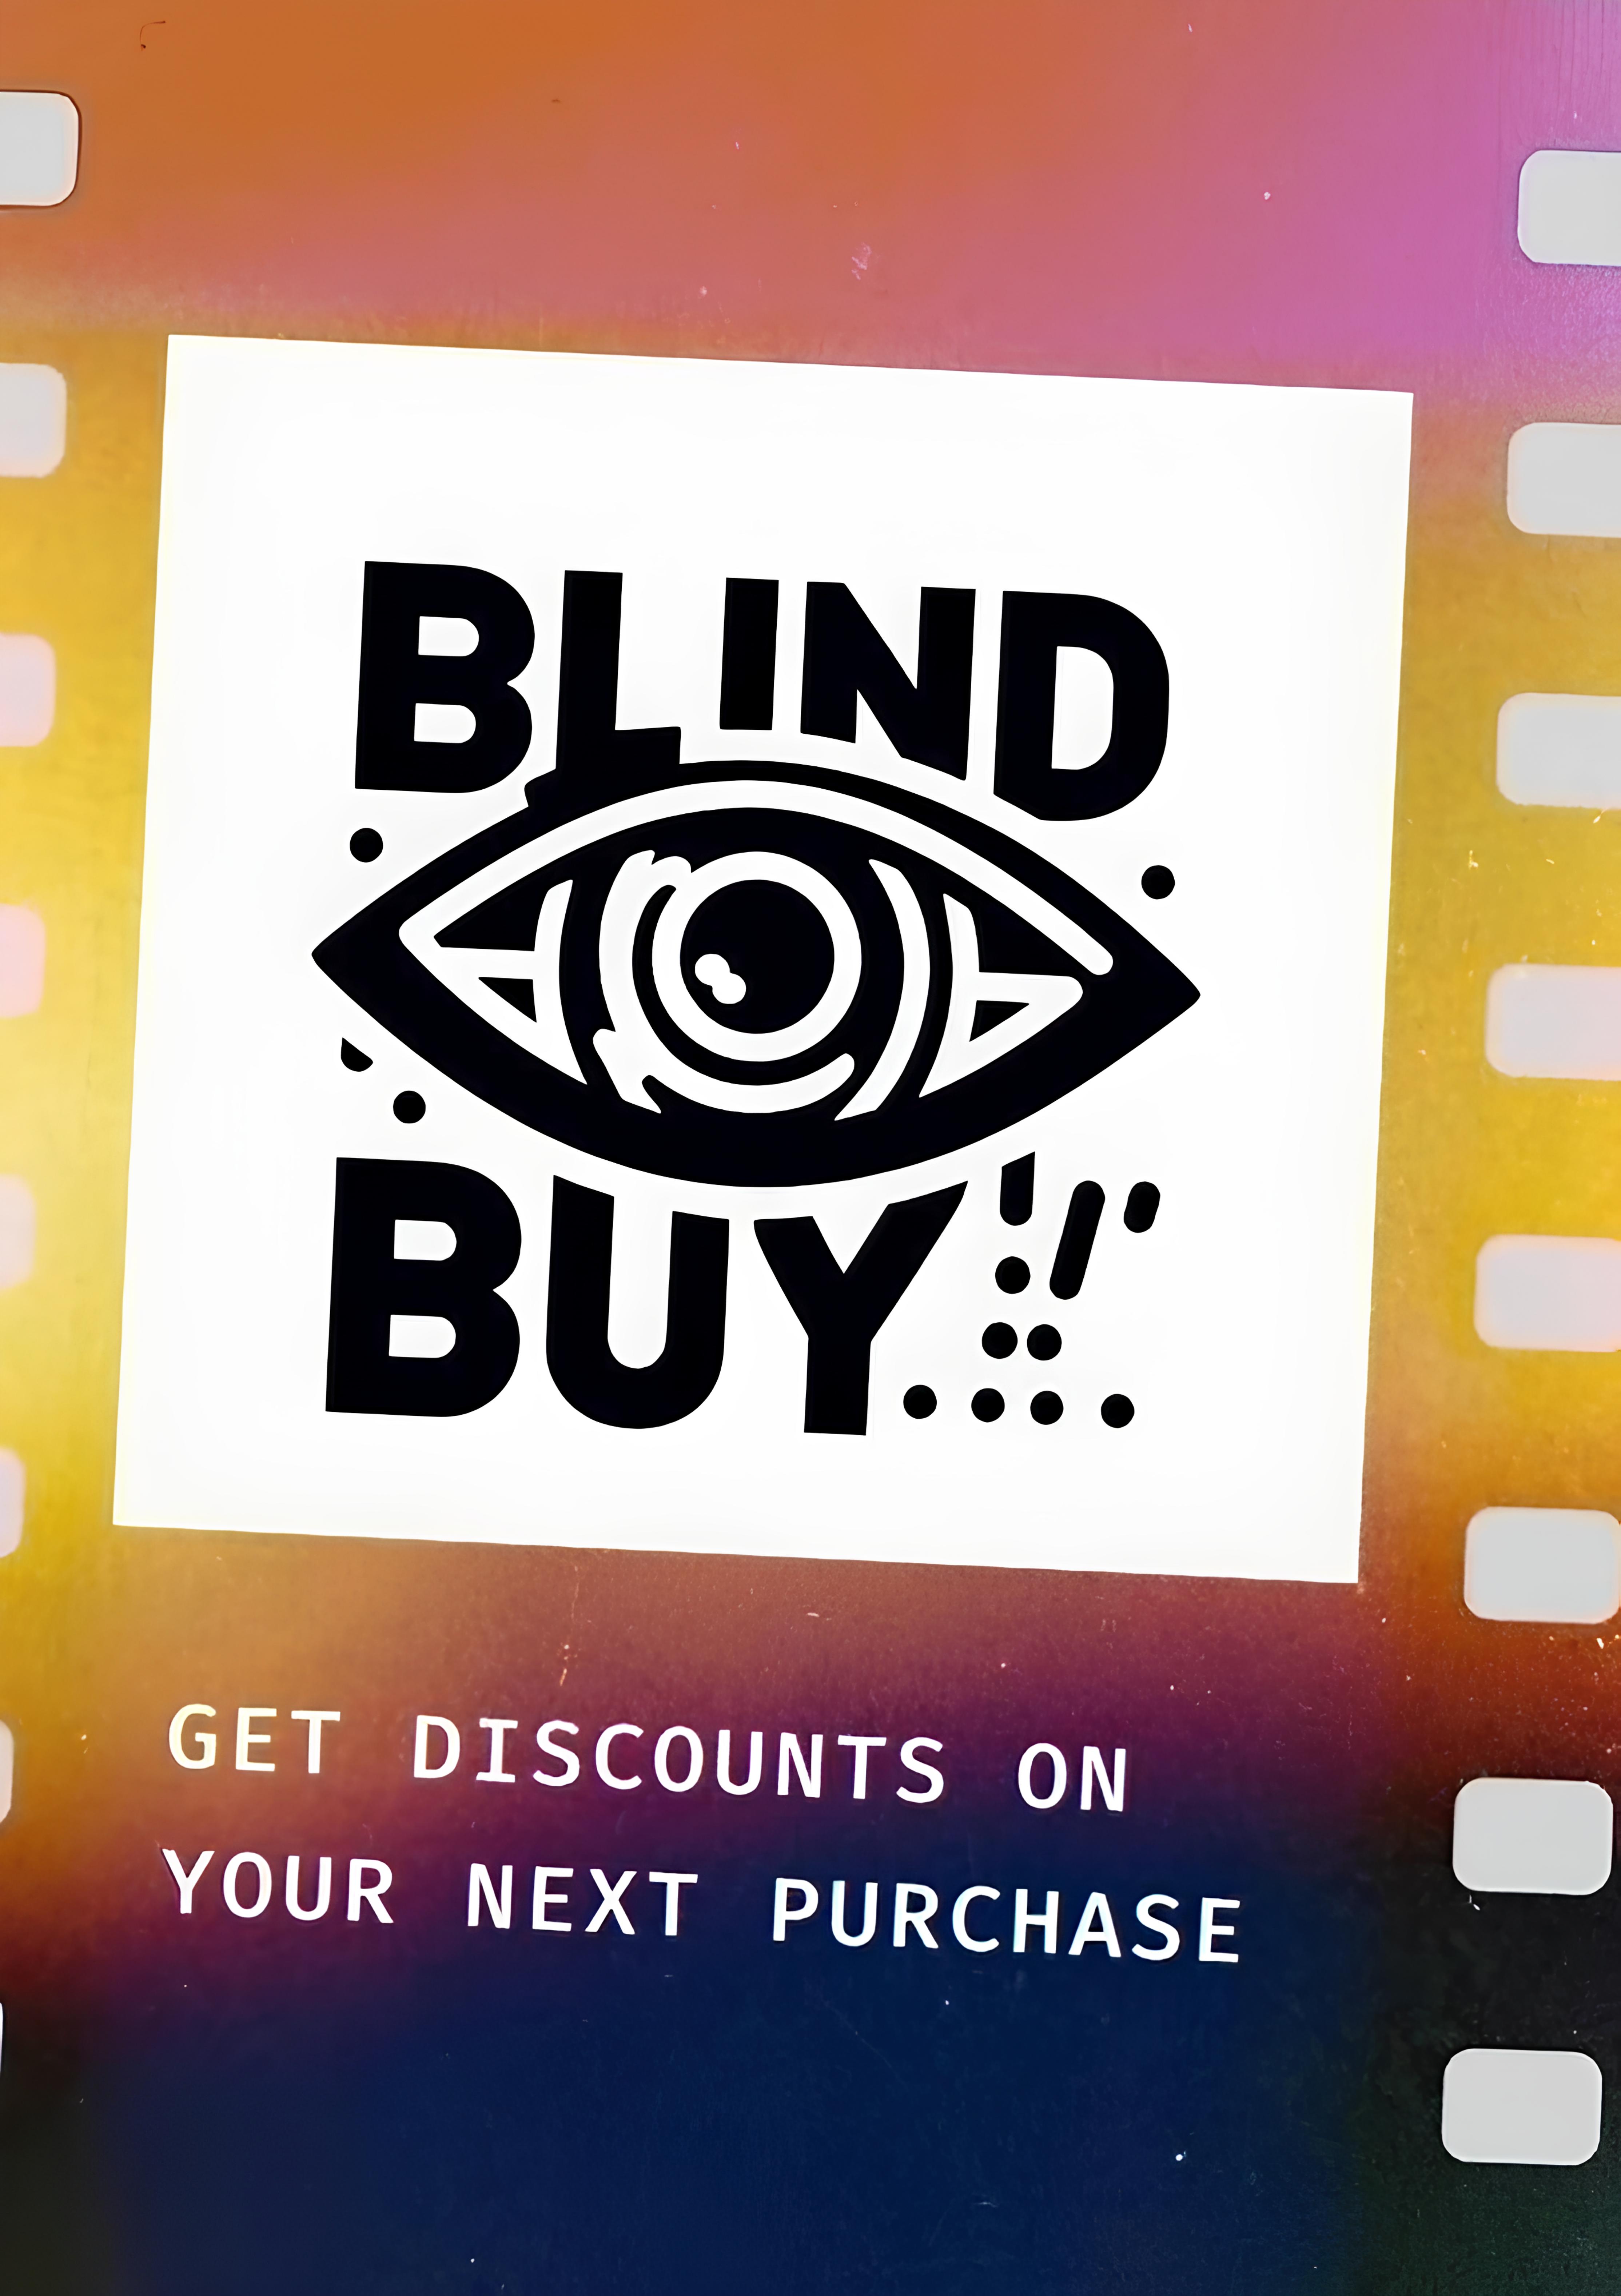 BLIND
BUY!!
GET DISCOUNTS ON
YOUR NEXT PURCHASE